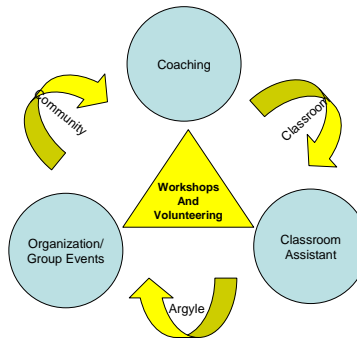 Coaching
Community
Classroom
Workshops
And
Volunteering
Organization/
Group Events
Classroom
Assistant
Argyle